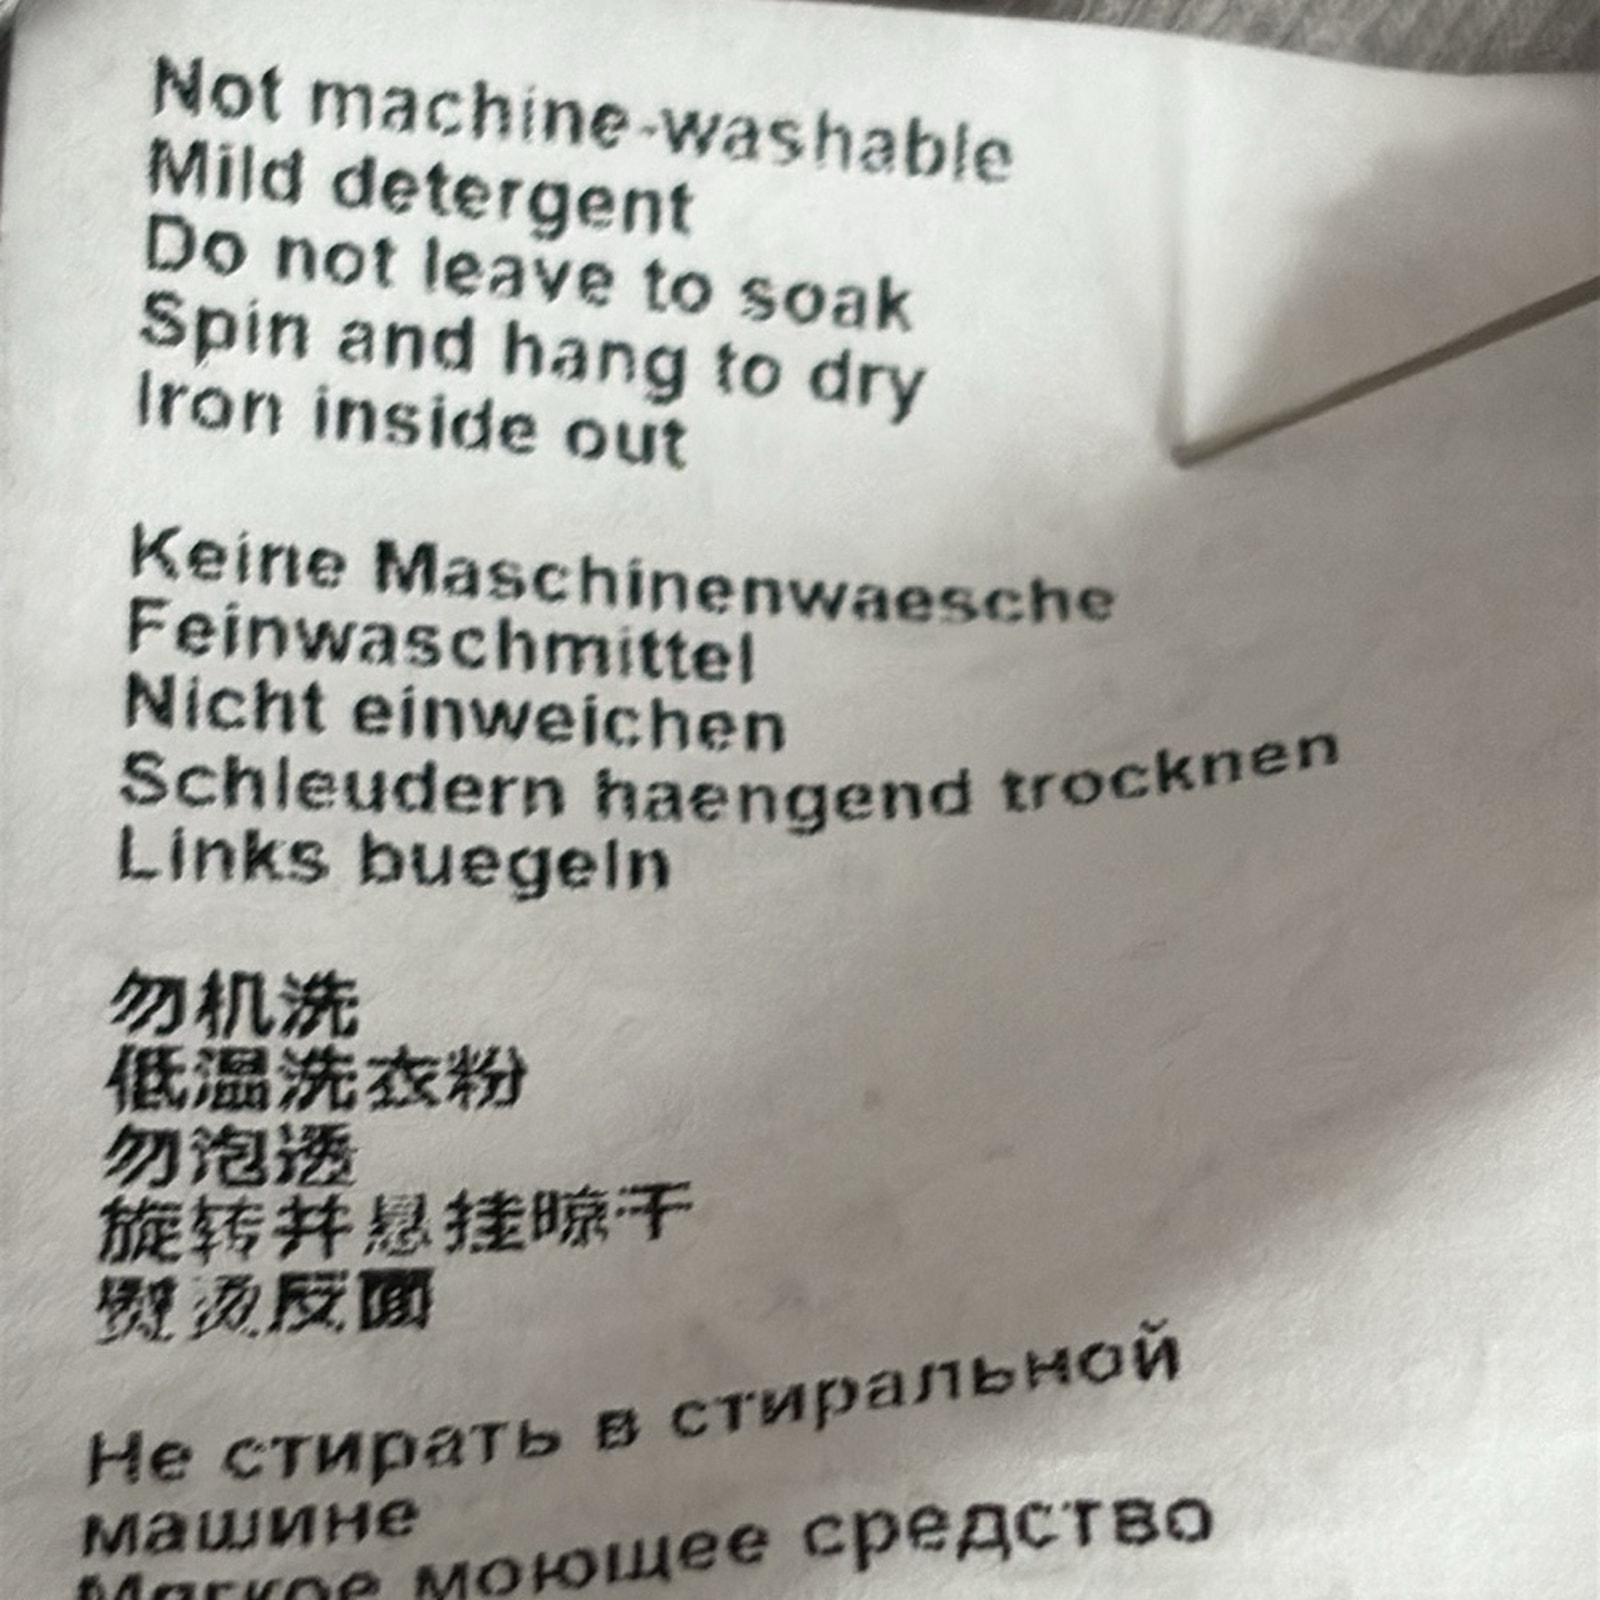 Not machine-washable
Mild detergent
Do not leave to soak
Spin and hang to dry
Iron inside out
Keine Maschinenwaesche
Feinwaschmittel
Nicht einweichen
Schleudern haengend trocknen
Links buegeln
勿机洗
低温洗衣粉
勿泡透
旋转并悬挂晾干
熨烫反面
Не стирать в стиральной
машине
Мягкое моющее средство